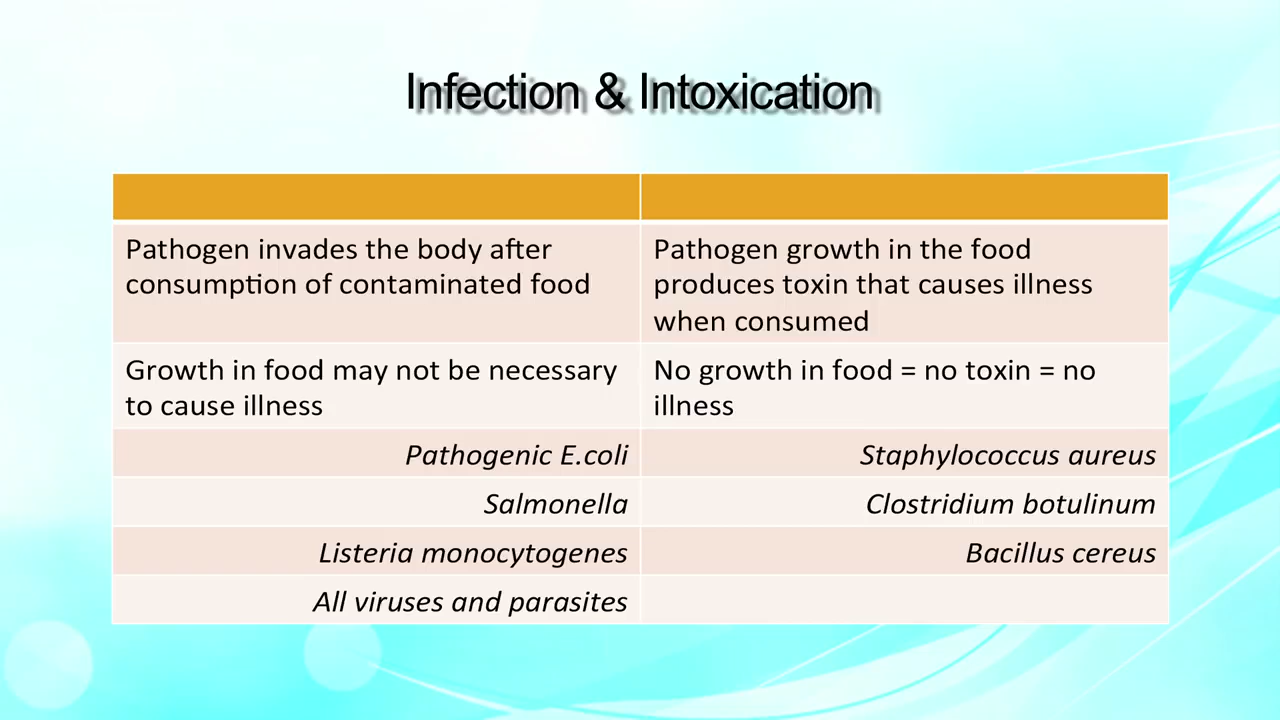 Infection & Intoxication
Pathogen invades the body after
consumption of contaminated food
Pathogen growth in the food
produces toxin that causes illness
when consumed
Growth in food may not be necessary
to cause illness
No growth in food = no toxin = no
illness
Pathogenic E.coli
Staphylococcus aureus
Salmonella
Clostridium botulinum
Listeria monocytogenes
Bacillus cereus
All viruses and parasites